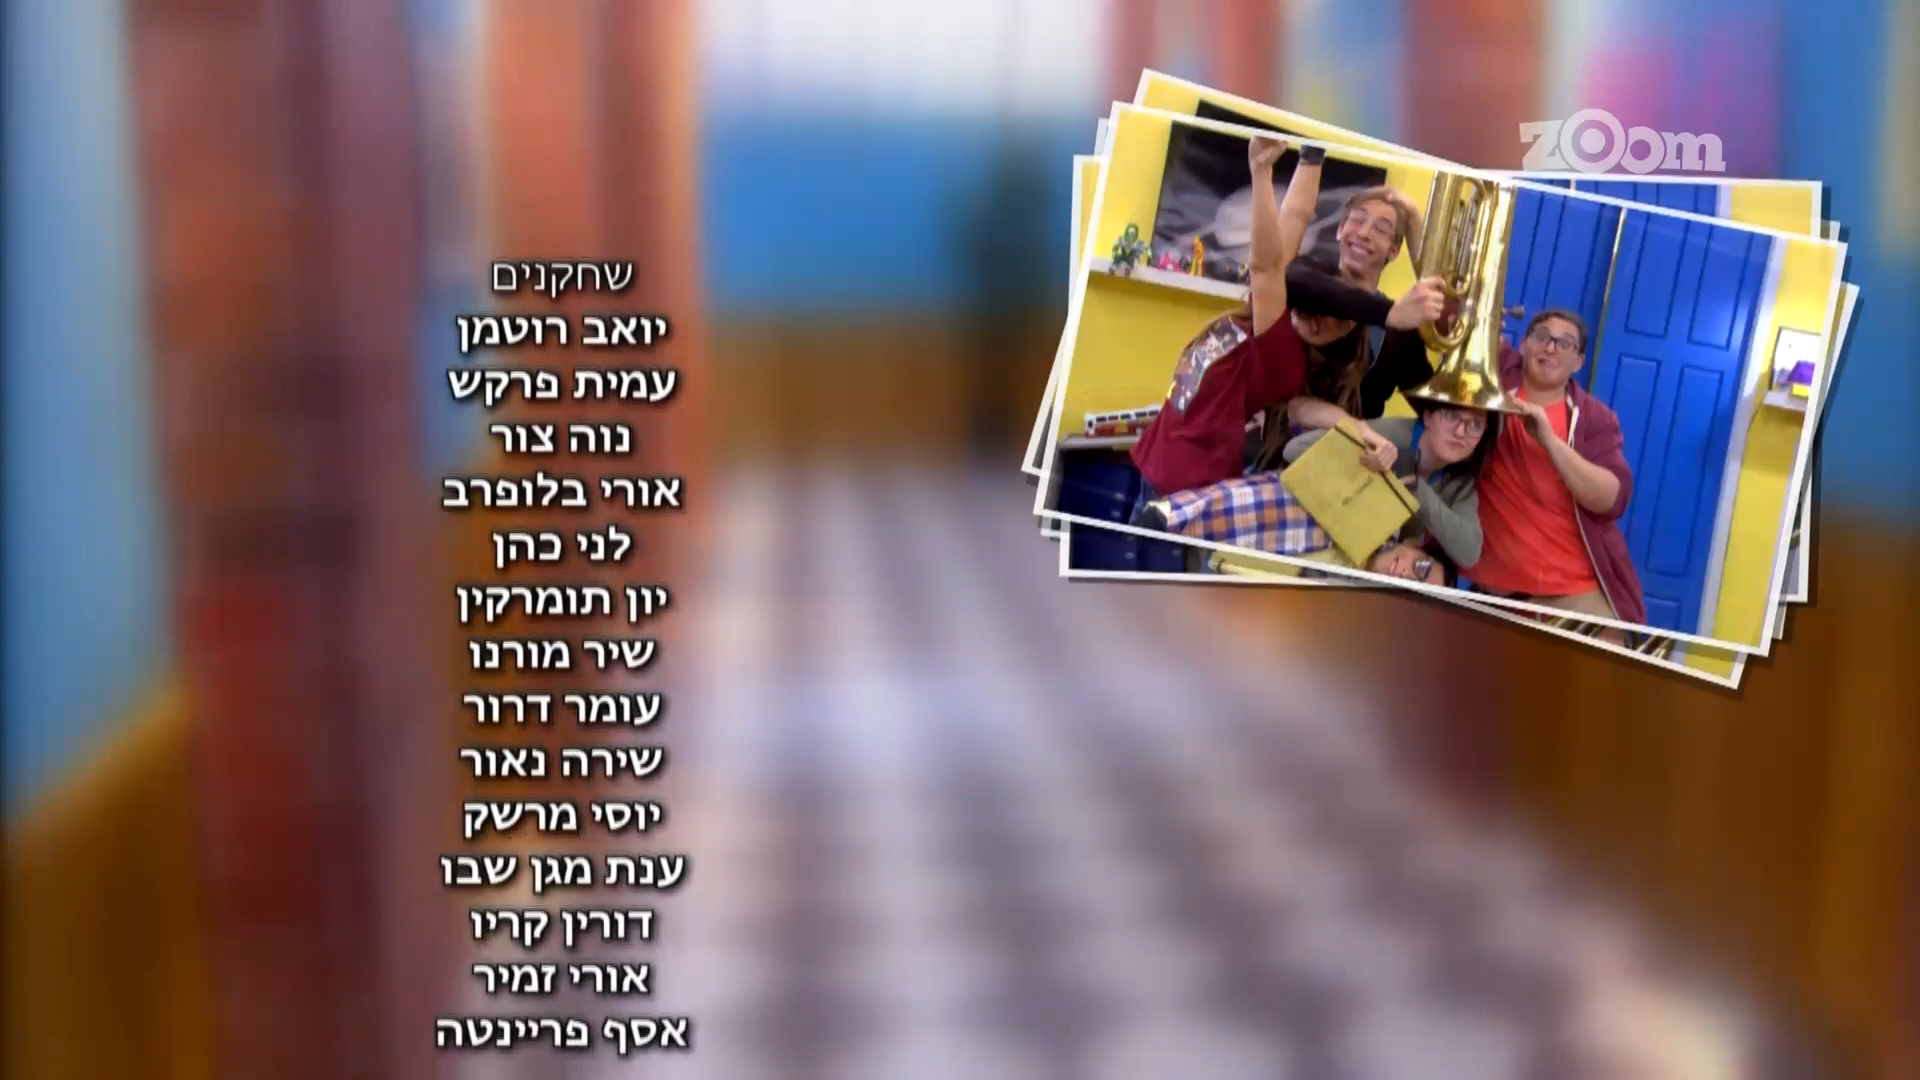 zoom
שחקנים
יואב רוטמן
עמית פרקש
נוה צור
אורי בלופרב
לני כהן
יון תומרקין
שיר מורנו
עומר דרור
שירה נאור
יוסי מרשק
ענת מגן שבו
דורין קריו
אורי זמיר
אסף פריינטה